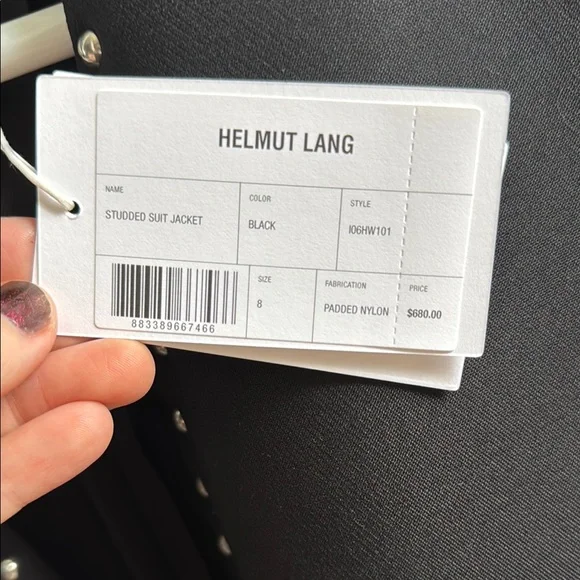 HELMUT LANG
NAME
STUDDED SUIT JACKET
COLOR
BLACK
STYLE
I06HW101
883389667466
SIZE
8
FABRICATION
PADDED NYLON
PRICE
$680.00